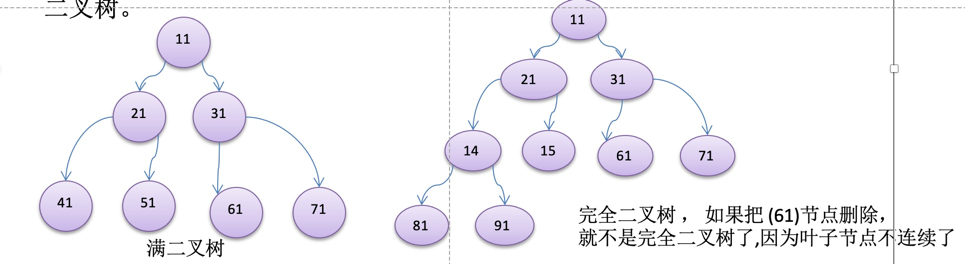 二叉树。
11
21 31
41 51 61 71
满二叉树
11
21 31
14 15 61 71
81 91
完全二叉树， 如果把 (61)节点删除，
就不是完全二叉树了,因为叶子节点不连续了